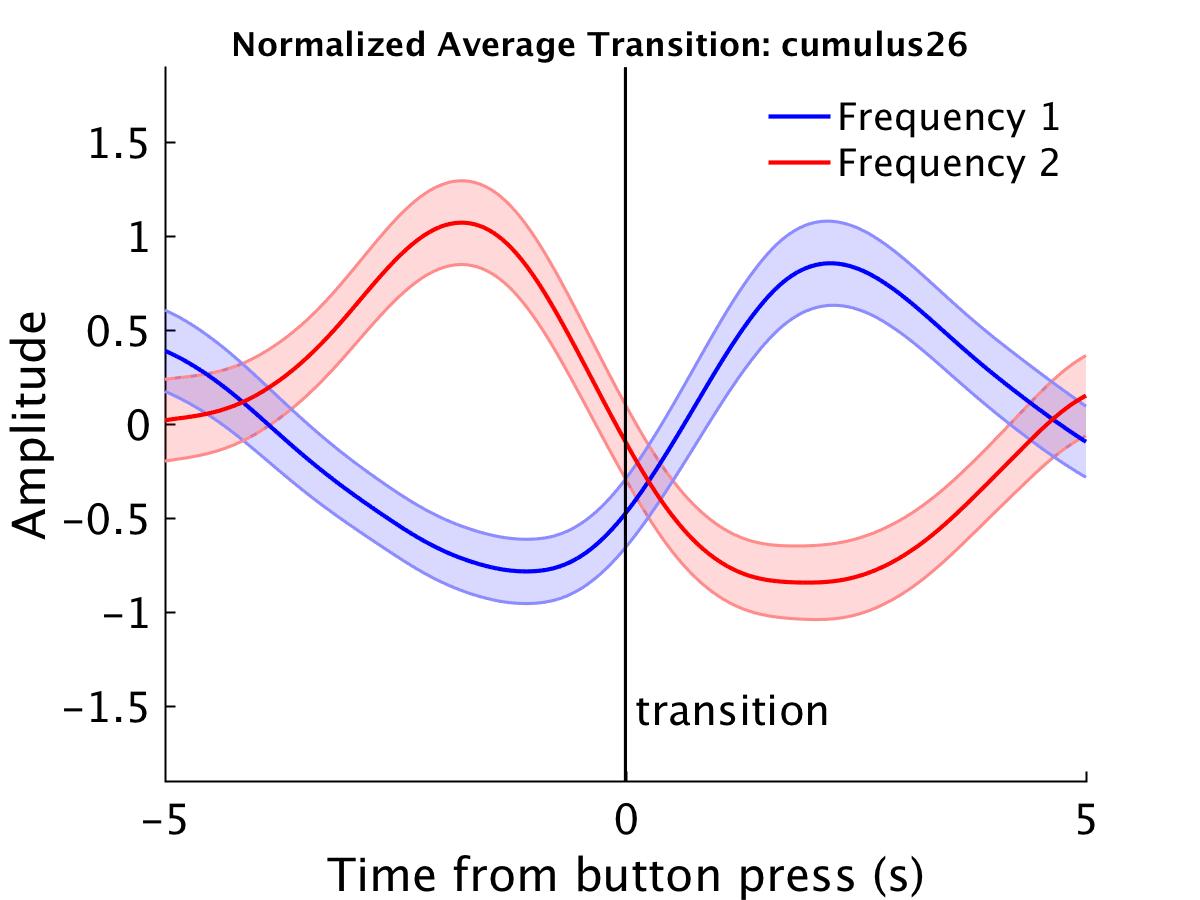 Normalized Average Transition: cumulus26
Frequency 1
Frequency 2
1.5
1
0.5
0
−0.5
−1
−1.5
Amplitude
transition
−5
0
5
Time from button press (s)